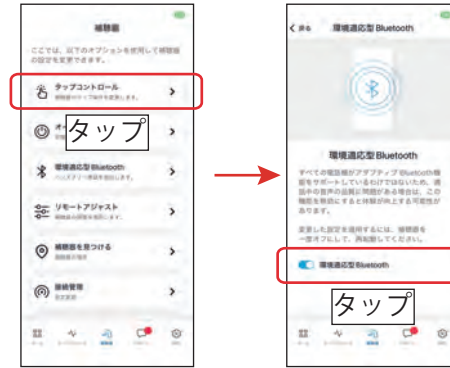 補聴器
ここでは、以下のオプションを使用して補聴器
の設定を変更できます。
タップコントロール
タップ
環境適応型 Bluetooth
リモートアジャスト
補聴器を見つける
接続管理
戻る
環境適応型 Bluetooth
環境適応型 Bluetooth
すべての電話機がアダプティブ Bluetooth機
能をサポートしているわけではないため、通
話中の音声の品質に問題がある場合は、この
機能を無効にすると体験が向上する可能性が
あります。
変更した設定を適用するには、補聴器を
一度オフにして、再起動してください。
環境適応型 Bluetooth
タップ